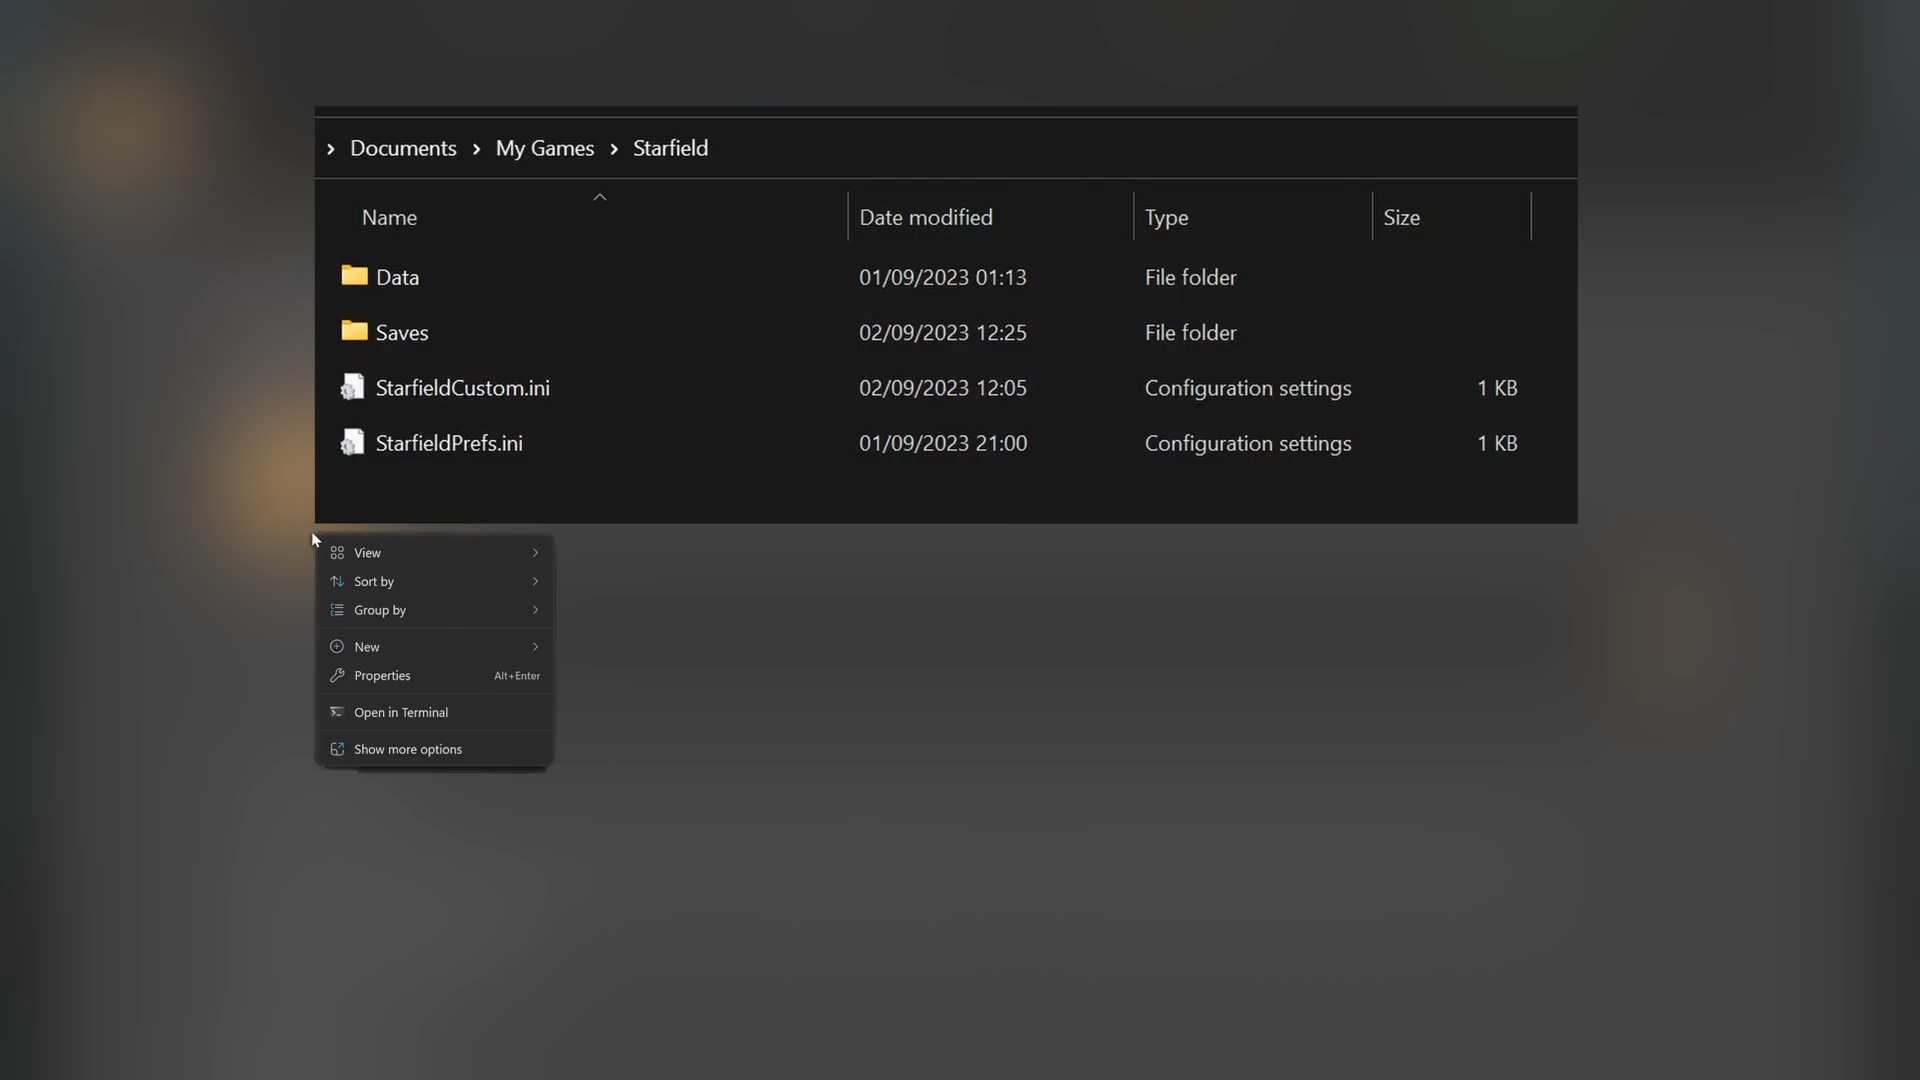 Documents > My Games > Starfield
Name Date modified Type Size
Data 01/09/2023 01:13 File folder
Saves 02/09/2023 12:25 File folder
StarfieldCustom.ini 02/09/2023 12:05 Configuration settings 1 KB
StarfieldPrefs.ini 01/09/2023 21:00 Configuration settings 1 KB
View
Sort by
Group by
New
Properties Alt+Enter
Open in Terminal
Show more options